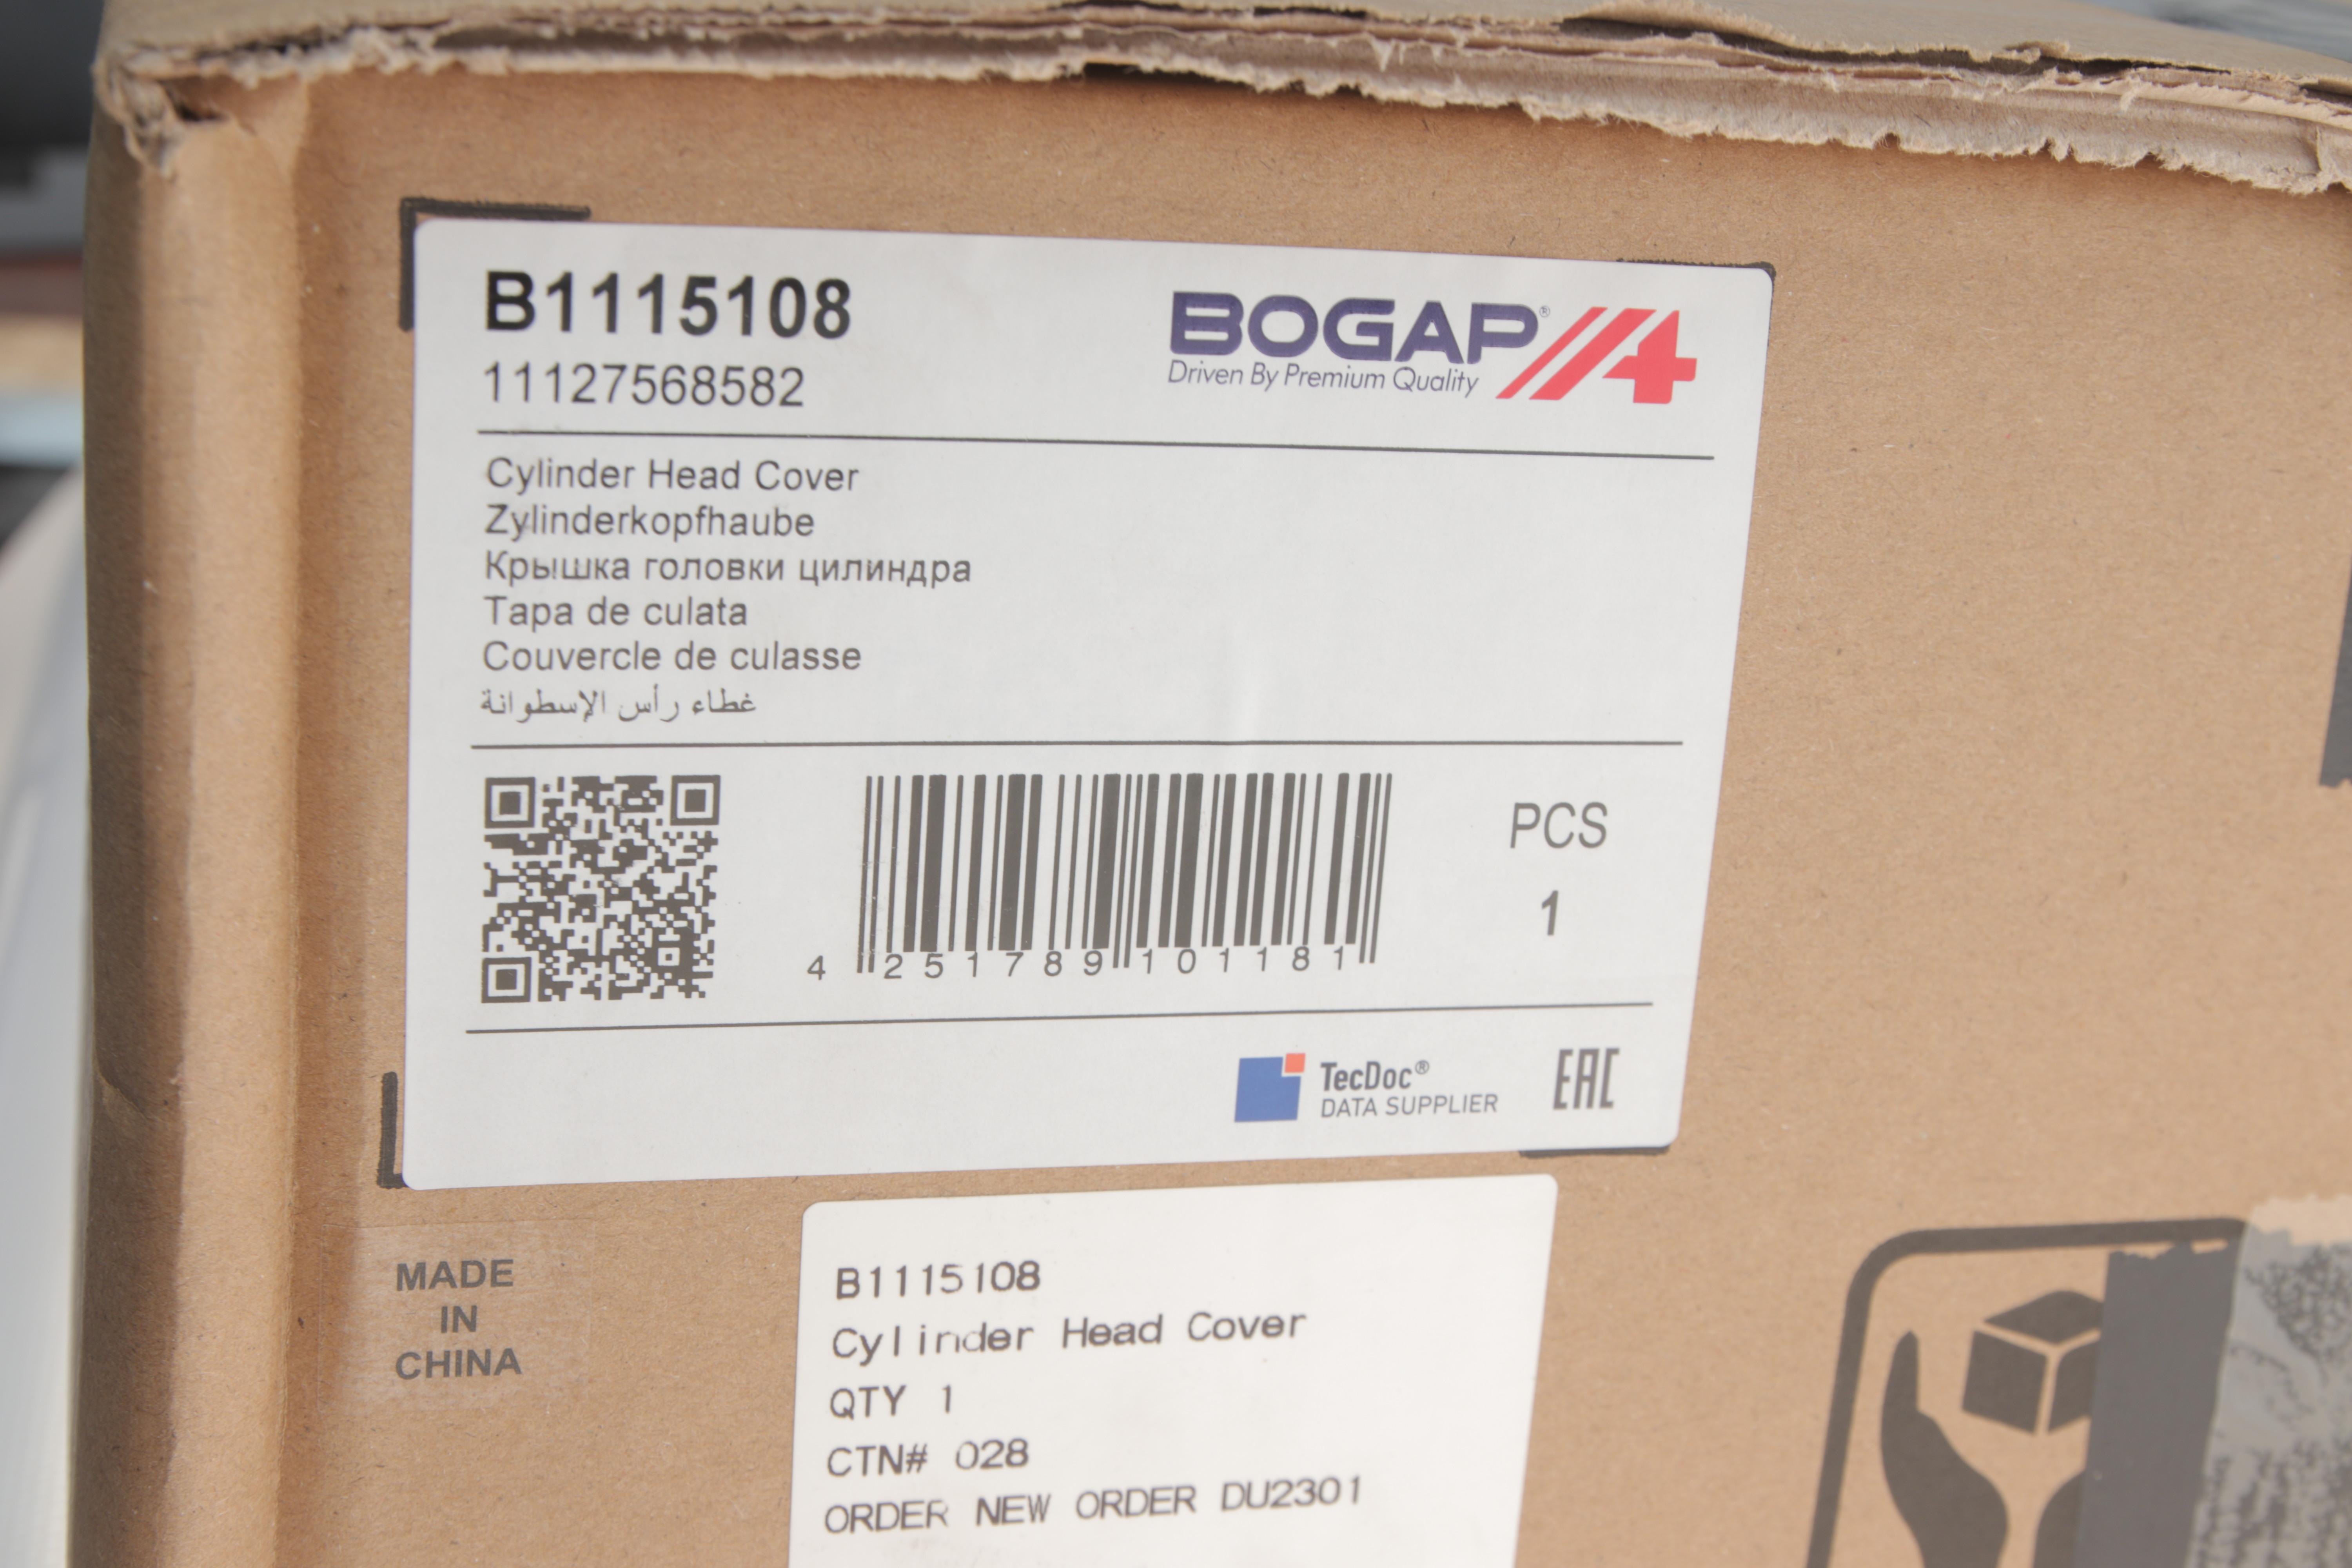 B1115108
11127568582
BOGAP®
Driven By Premium Quality
Cylinder Head Cover
Zylinderkopfhaube
Крышка головки цилиндра
Tapa de culata
Couvercle de culasse
غطاء رأس الإسطوانة
4 251789 101181
PCS
1
TecDoc®
DATA SUPPLIER
EAC
MADE
IN
CHINA
B1115108
Cylinder Head Cover
QTY 1
CTN# 028
ORDER NEW ORDER DU2301